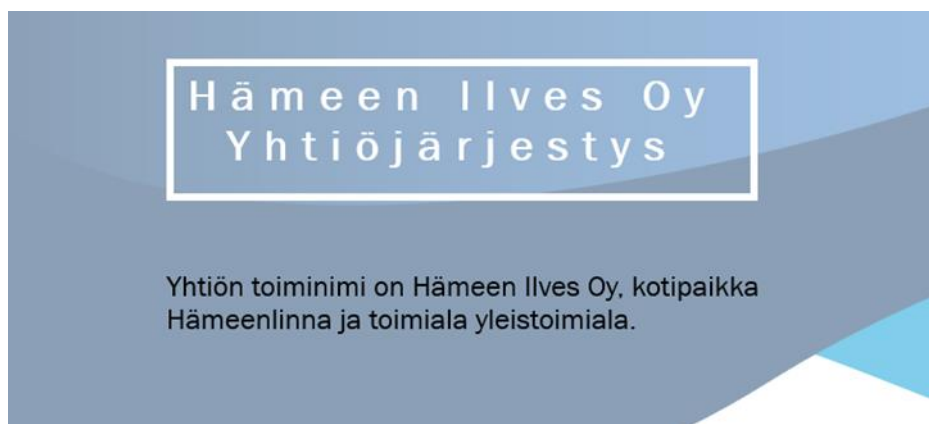 Hämeen Ilves Oy
Yhtiöjärjestys
Yhtiön toiminimi on Hämeen Ilves Oy, kotipaikka
Hämeenlinna ja toimiala yleistoimiala.